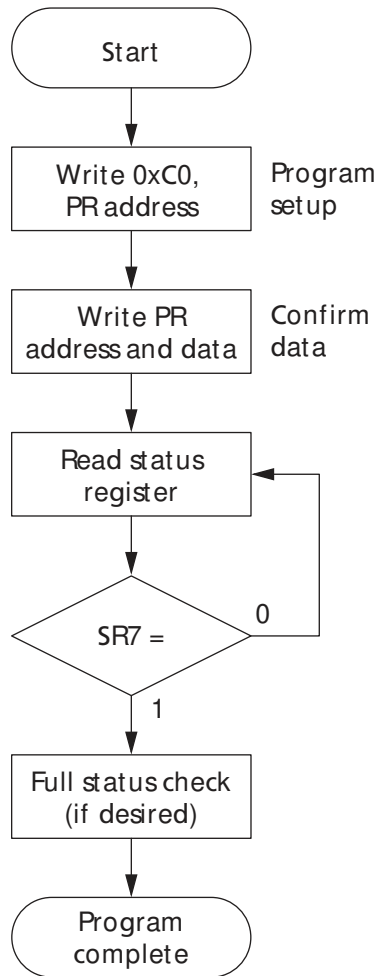 Start
Write 0xC0,
PR address
Program
setup
Write PR
address and data
Confirm
data
Read status
register
SR7 =
0
1
Full status check
(if desired)
Program
complete